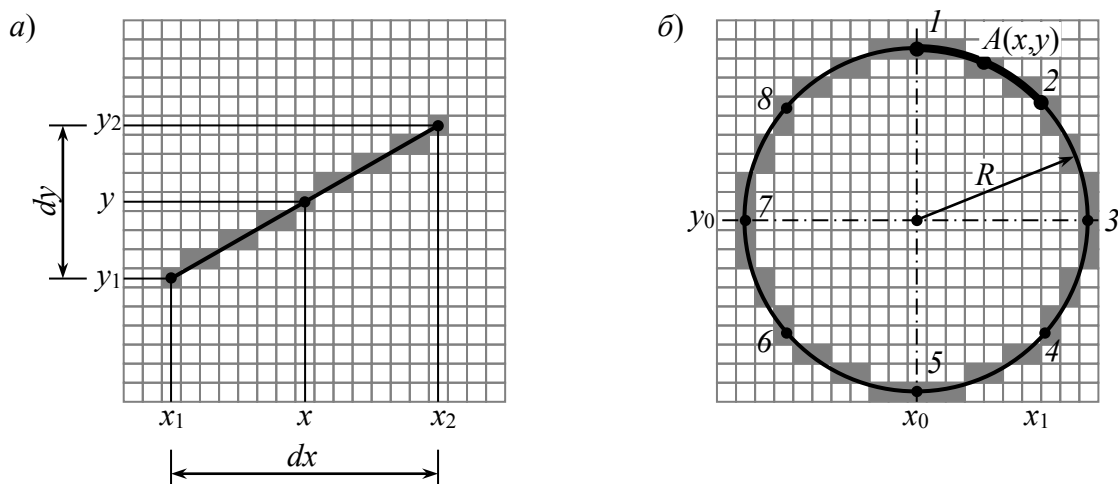 а)
y₂
y
y₁
dy
x₁
x
x₂
dx
б)
1
A(x,y)
2
8
R
y₀
7
3
6
4
5
x₀
x₁